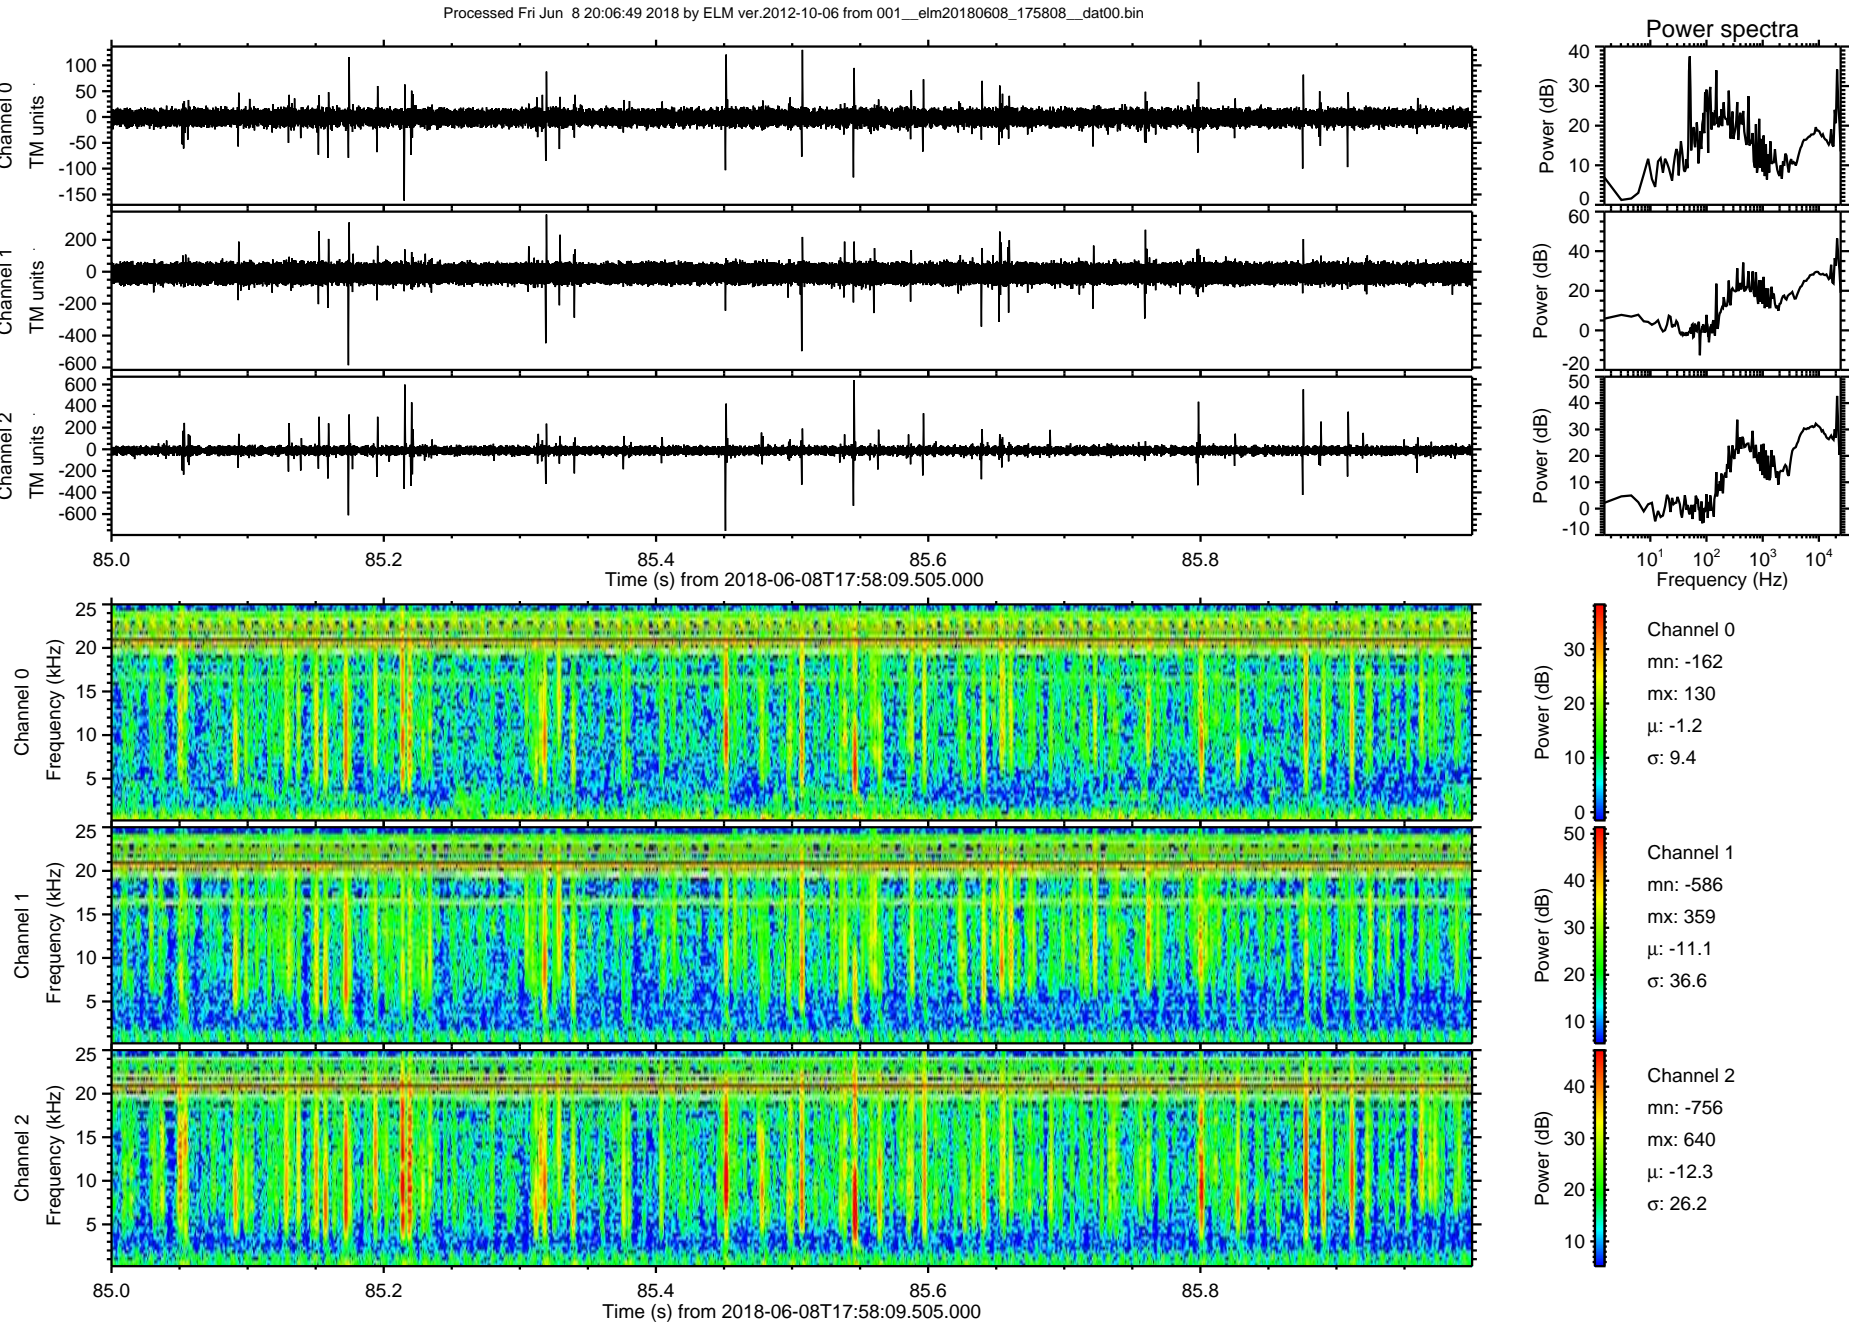 Processed Fri Jun  8 20:06:49 2018 by ELM ver.2012-10-06 from 001__elm20180608_175808__dat00.bin
Power spectra
Channel 0
TM units
100
50
0
-50
-100
-150
Power (dB)
40
30
20
10
0
Channel 1
TM units
200
0
-200
-400
-600
Power (dB)
60
40
20
0
-20
Channel 2
TM units
600
400
200
0
-200
-400
-600
Power (dB)
50
40
30
20
10
0
-10
85.0 85.2 85.4 85.6 85.8
Time (s) from 2018-06-08T17:58:09.505.000
10¹ 10² 10³ 10⁴
Frequency (Hz)
Channel 0
Frequency (kHz)
25
20
15
10
5
Power (dB)
30
20
10
0
Channel 0
mn: -162
mx: 130
μ: -1.2
σ: 9.4
Channel 1
Frequency (kHz)
25
20
15
10
5
Power (dB)
50
40
30
20
10
Channel 1
mn: -586
mx: 359
μ: -11.1
σ: 36.6
Channel 2
Frequency (kHz)
25
20
15
10
5
Power (dB)
40
30
20
10
Channel 2
mn: -756
mx: 640
μ: -12.3
σ: 26.2
85.0 85.2 85.4 85.6 85.8
Time (s) from 2018-06-08T17:58:09.505.000